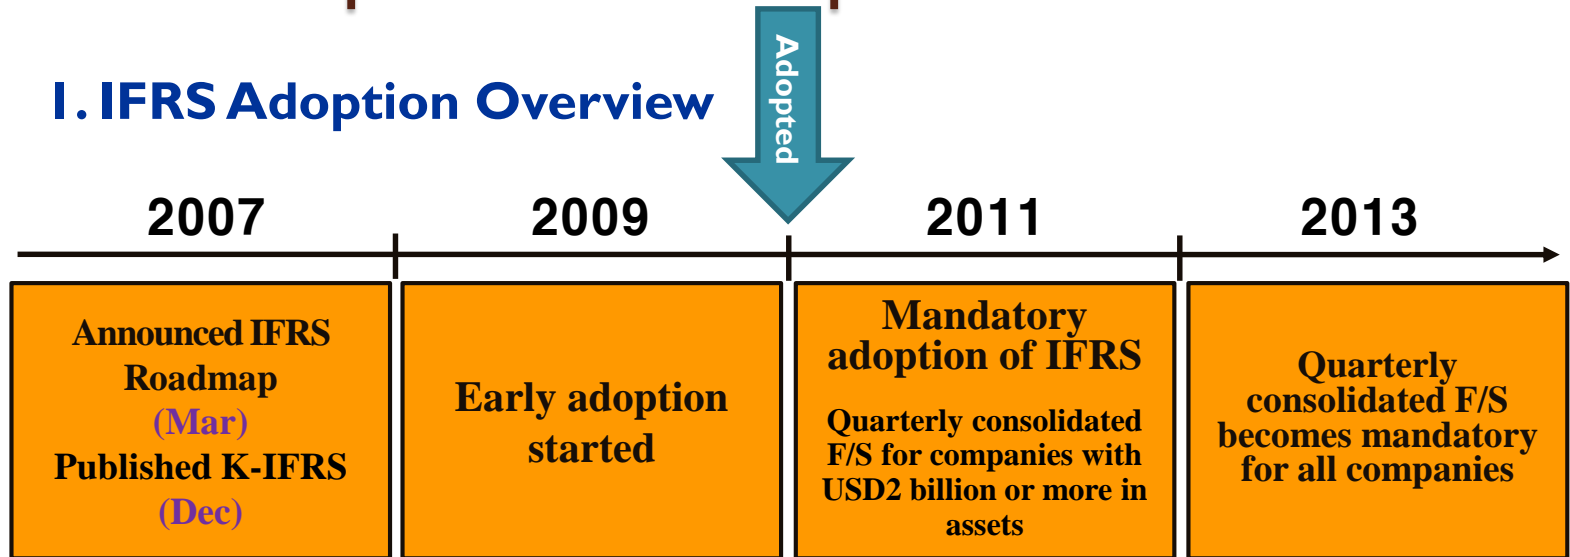 Adopted
1. IFRS Adoption Overview
2007
2009
2011
2013
Announced IFRS
Roadmap
(Mar)
Published K-IFRS
(Dec)
Early adoption
started
Mandatory
adoption of IFRS
Quarterly consolidated
F/S for companies with
USD2 billion or more in
assets
Quarterly
consolidated F/S
becomes mandatory
for all companies